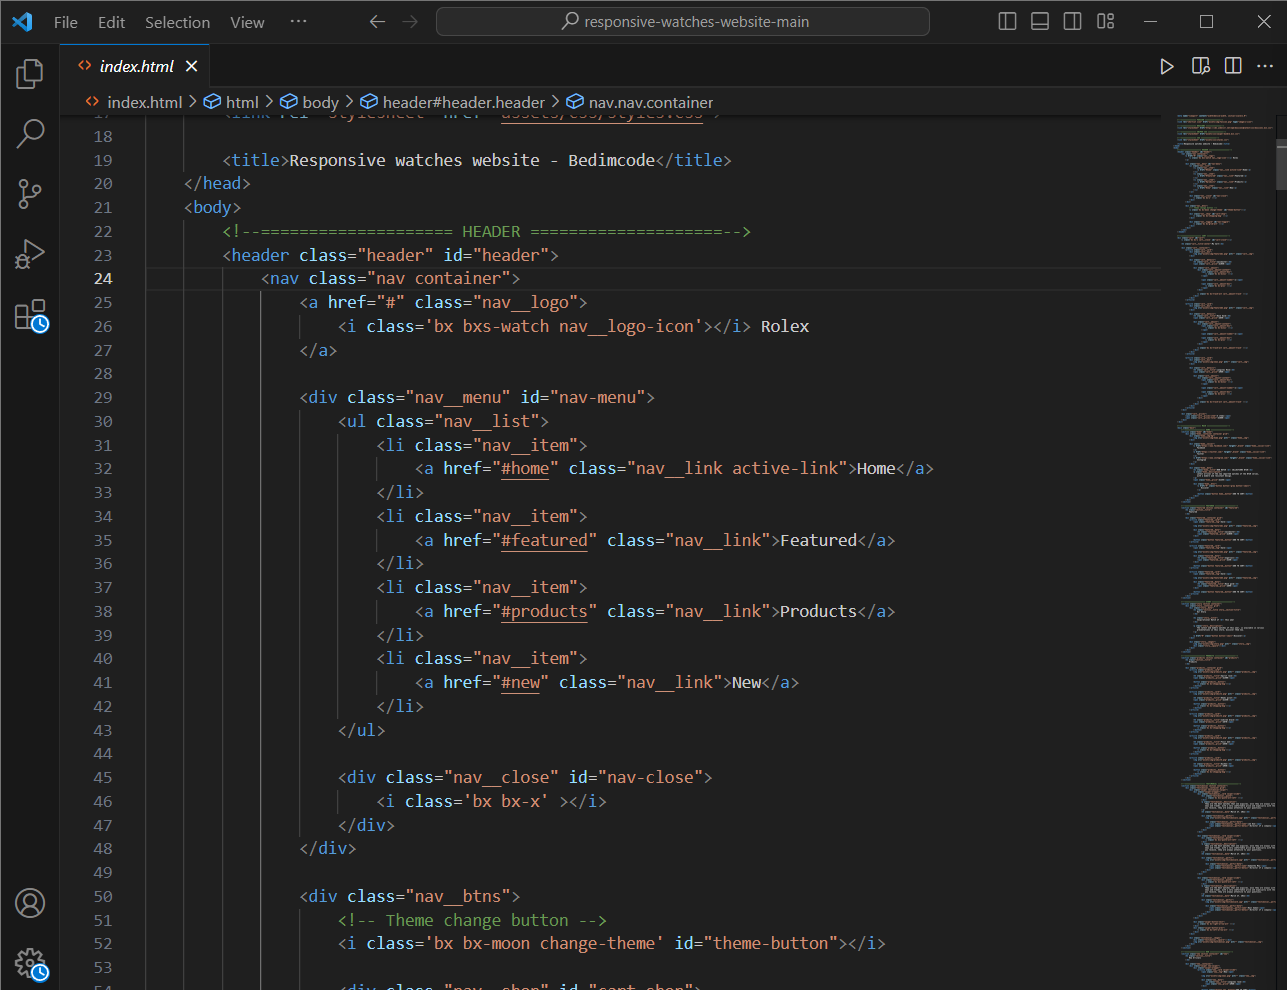 File Edit Selection View ··· responsive-watches-website-main
index.html
index.html > html > body > header#header.header > nav.nav.container
18
19 <title>Responsive watches website - Bedimcode</title>
20 </head>
21 <body>
22 <!--==================== HEADER ====================-->
23 <header class="header" id="header">
24 <nav class="nav container">
25 <a href="#" class="nav__logo">
26 <i class='bx bxs-watch nav__logo-icon'></i> Rolex
27 </a>
28
29 <div class="nav__menu" id="nav-menu">
30 <ul class="nav__list">
31 <li class="nav__item">
32 <a href="#home" class="nav__link active-link">Home</a>
33 </li>
34 <li class="nav__item">
35 <a href="#featured" class="nav__link">Featured</a>
36 </li>
37 <li class="nav__item">
38 <a href="#products" class="nav__link">Products</a>
39 </li>
40 <li class="nav__item">
41 <a href="#new" class="nav__link">New</a>
42 </li>
43 </ul>
44
45 <div class="nav__close" id="nav-close">
46 <i class='bx bx-x' ></i>
47 </div>
48 </div>
49
50 <div class="nav__btns">
51 <!-- Theme change button -->
52 <i class='bx bx-moon change-theme' id="theme-button"></i>
53